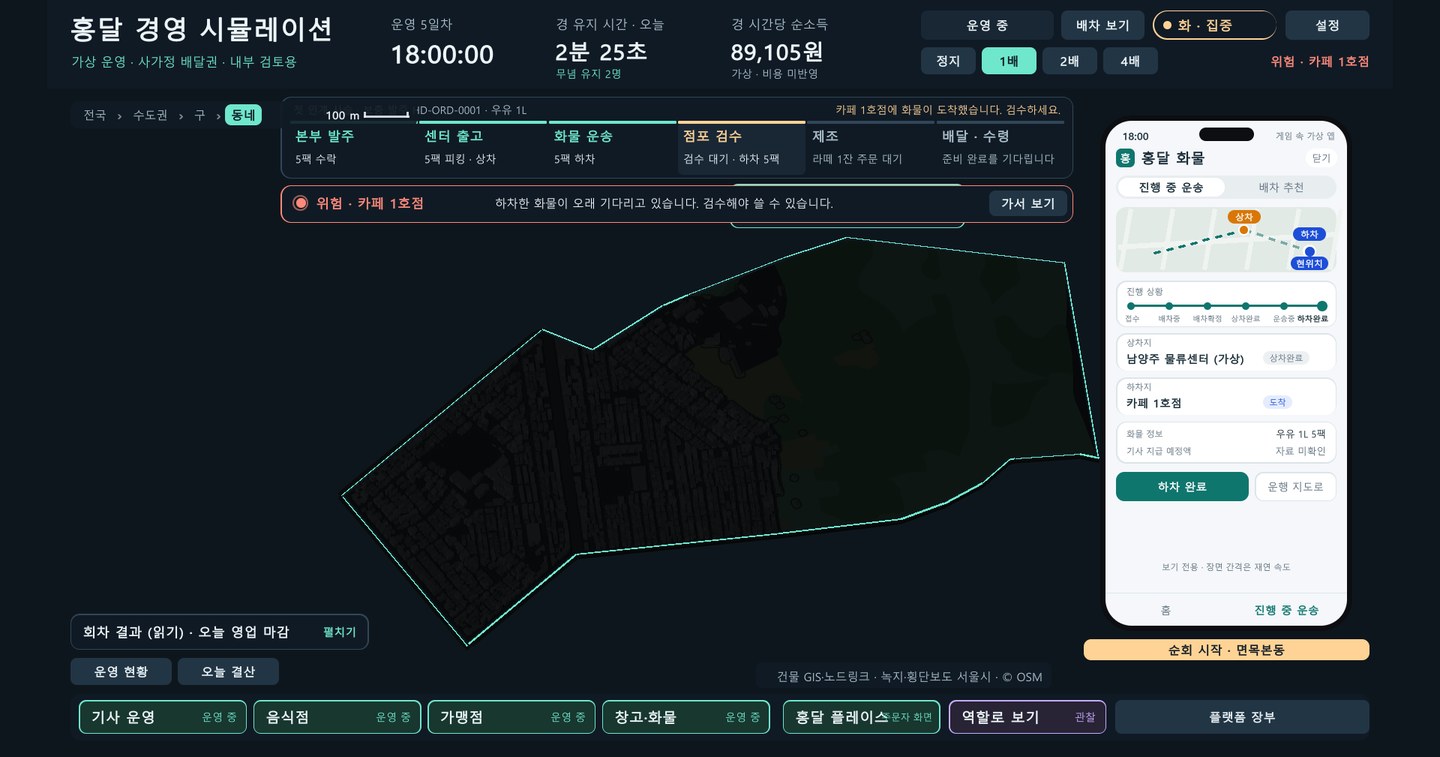 홍달 경영 시뮬레이션
가상 운영 · 사가정 배달권 · 내부 검토용
운영 5일차
18:00:00
경 유지 시간 · 오늘
2분 25초
무냄 유지 2명
경 시간당 순소득
89,105원
가상 · 비용 미반영
운영 중
배차 보기
화 · 집중
설정
정지
1배
2배
4배
위험 · 카페 1호점
전국 › 수도권 › 구 › 동네
100 m
HD-ORD-0001 · 우유 1L
카페 1호점에 화물이 도착했습니다. 검수하세요.
본부 발주
5팩 수락
센터 출고
5팩 피킹 · 상차
화물 운송
5팩 하차
점포 검수
검수 대기 · 하차 5팩
제조
라떼 1잔 주문 대기
배달 · 수령
준비 완료를 기다립니다
위험 · 카페 1호점
하차한 화물이 오래 기다리고 있습니다. 검수해야 쓸 수 있습니다.
가서 보기
18:00
게임 속 가상 앱
홍
홍달 화물
닫기
진행 중 운송
배차 추천
상차
하차
현위치
진행 상황
접수
배차중
배차확정
상차완료
운송중
하차완료
상차지
남양주 물류센터 (가상)
상차완료
하차지
카페 1호점
도착
화물 정보
우유 1L 5팩
기사 지급 예정액
자료 미확인
하차 완료
운행 지도로
보기 전용 · 장면 간격은 재연 속도
홈
진행 중 운송
순회 시작 · 면목본동
회차 결과 (읽기) · 오늘 영업 마감
펼치기
운영 현황
오늘 결산
건물 GIS·노드링크 · 녹지·횡단보도 서울시 · © OSM
기사 운영
운영 중
음식점
운영 중
가맹점
운영 중
창고·화물
운영 중
홍달 플레이스
주문자 화면
역할로 보기
관찰
플랫폼 장부